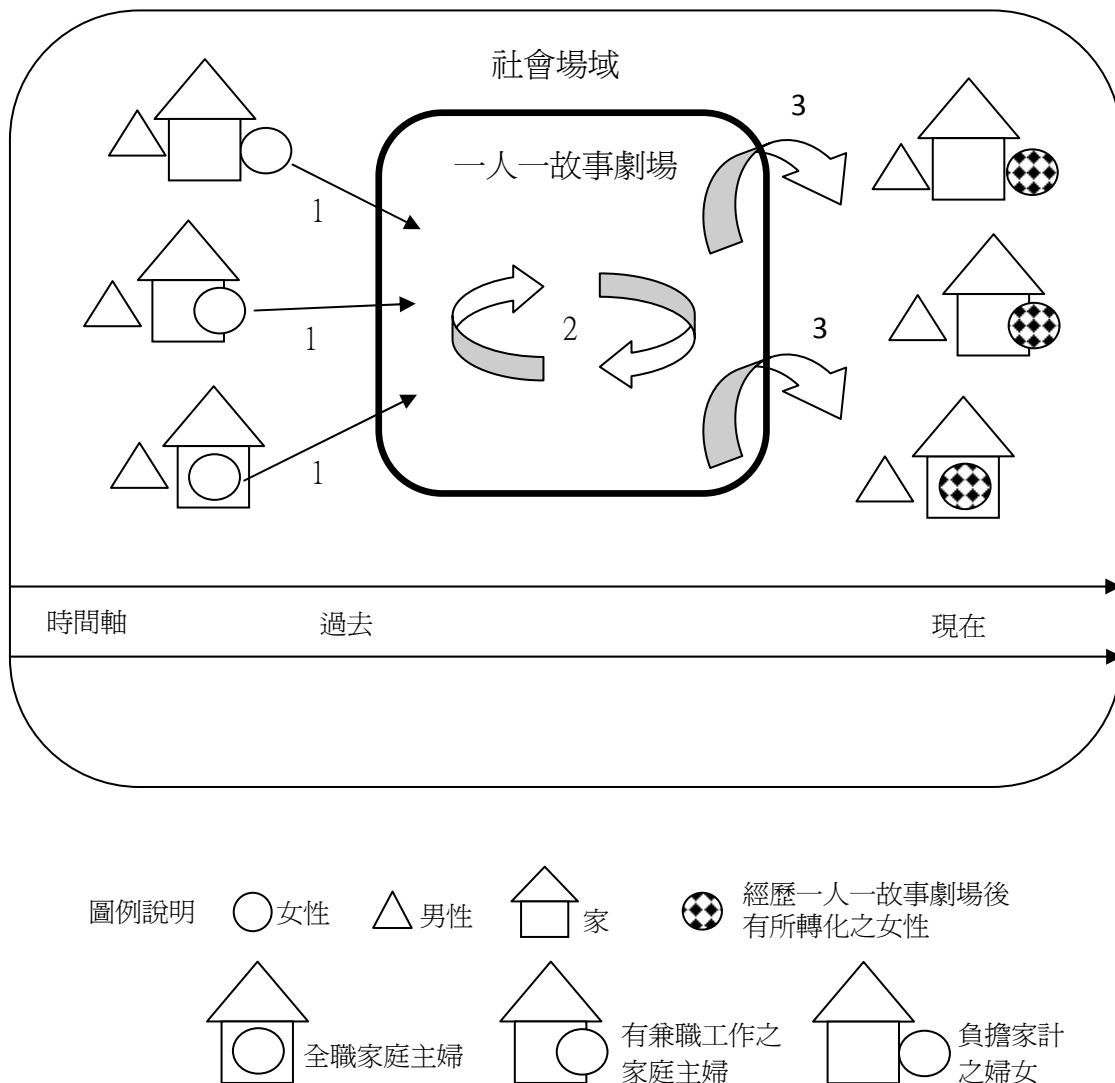 社會場域
3
一人一故事劇場
1
2
1
3
1
時間軸 過去 現在
圖例說明 女性 男性 家 經歷一人一故事劇場後
有所轉化之女性
全職家庭主婦 有兼職工作之
家庭主婦
負擔家計
之婦女